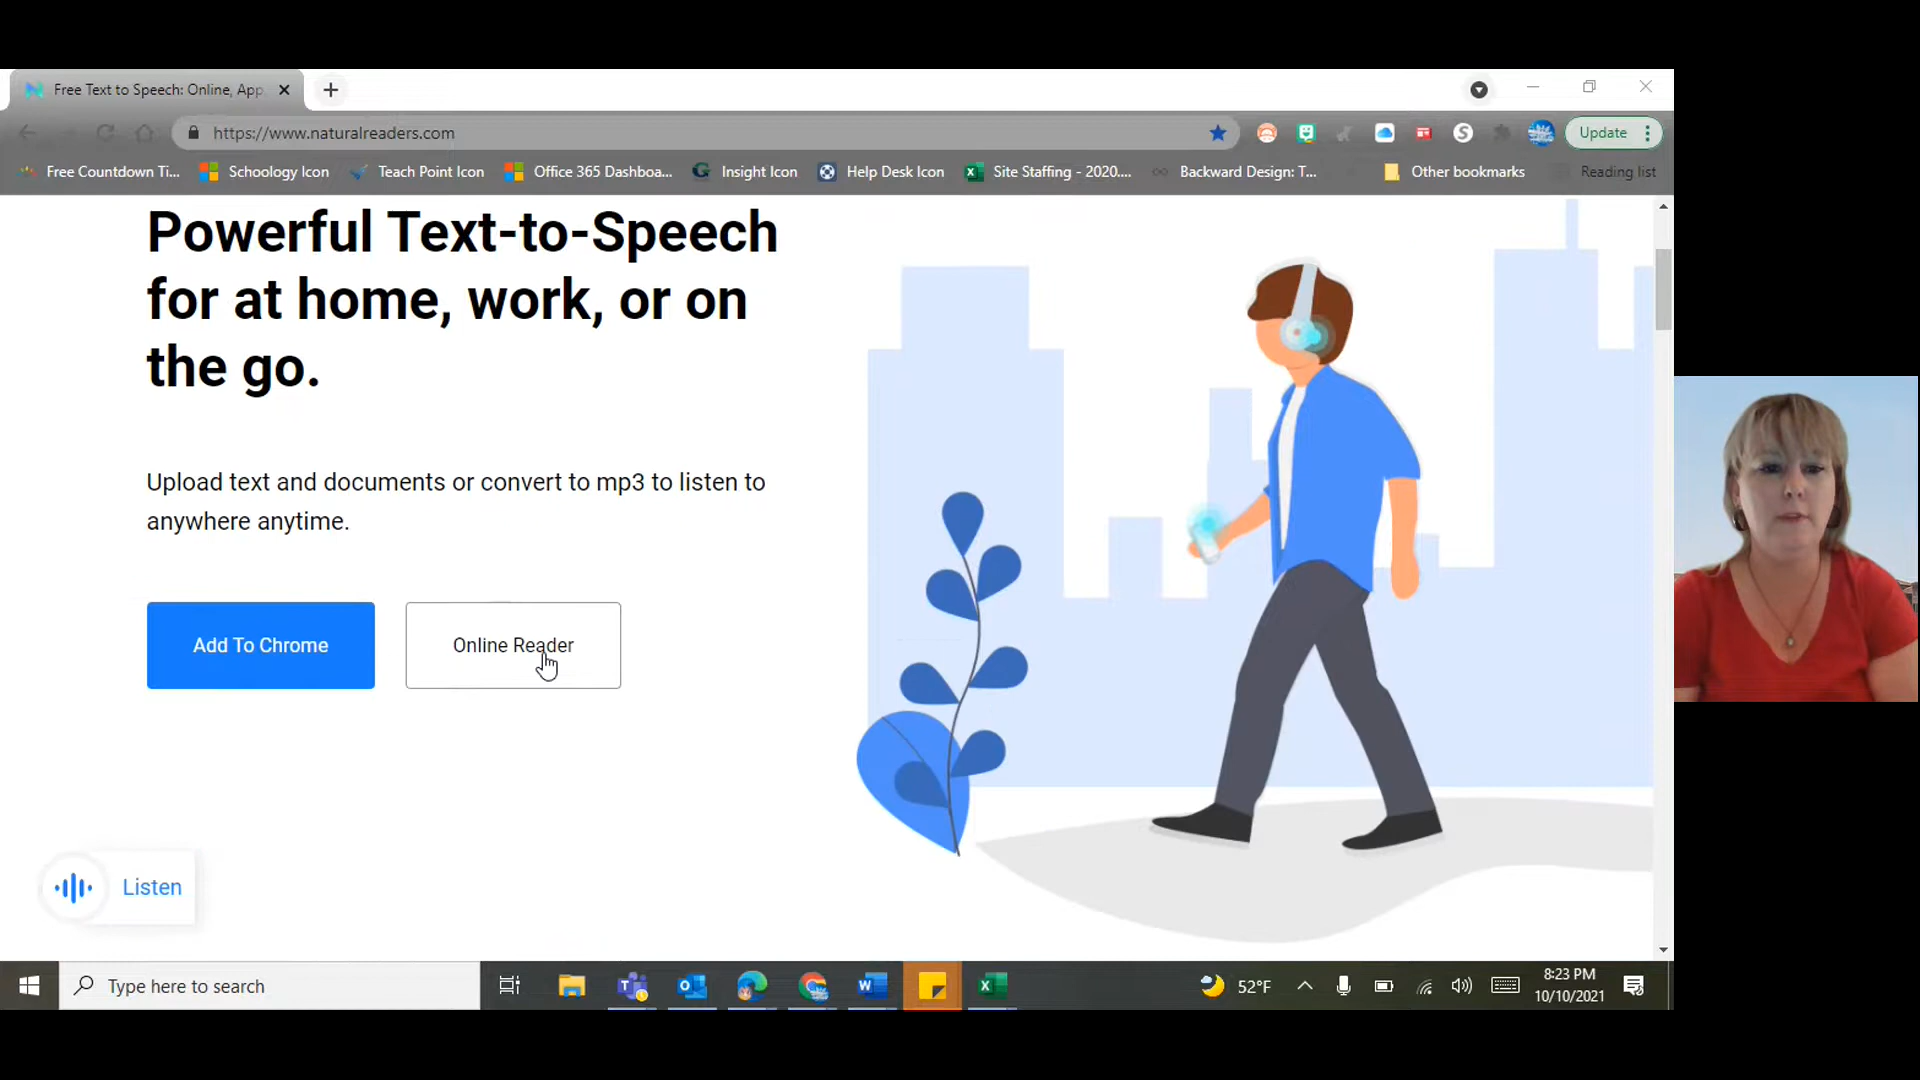 Free Text to Speech: Online, App
https://www.naturalreaders.com
Update
Free Countdown Ti...
Schoology Icon
Teach Point Icon
Office 365 Dashboa...
Insight Icon
Help Desk Icon
Site Staffing - 2020....
Backward Design: T...
Other bookmarks
Reading list
Powerful Text-to-Speech
for at home, work, or on
the go.
Upload text and documents or convert to mp3 to listen to
anywhere anytime.
Add To Chrome
Online Reader
Listen
Type here to search
52°F
8:23 PM
10/10/2021